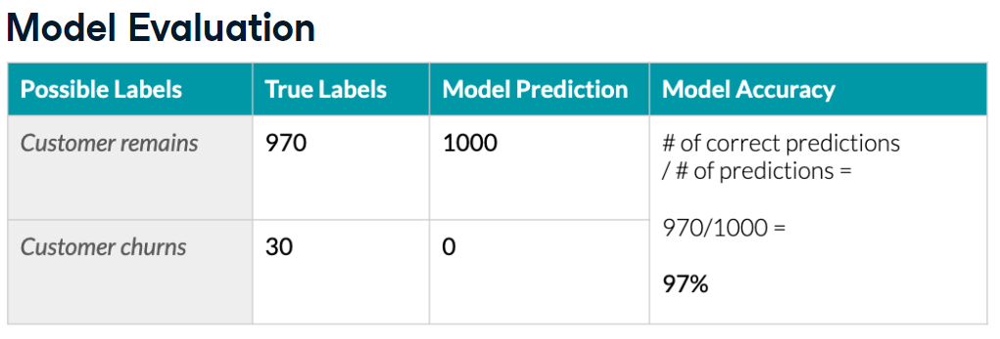 Model Evaluation
Possible Labels True Labels Model Prediction Model Accuracy
Customer remains 970 1000 # of correct predictions
/ # of predictions =
970/1000 =
Customer churns 30 0
97%